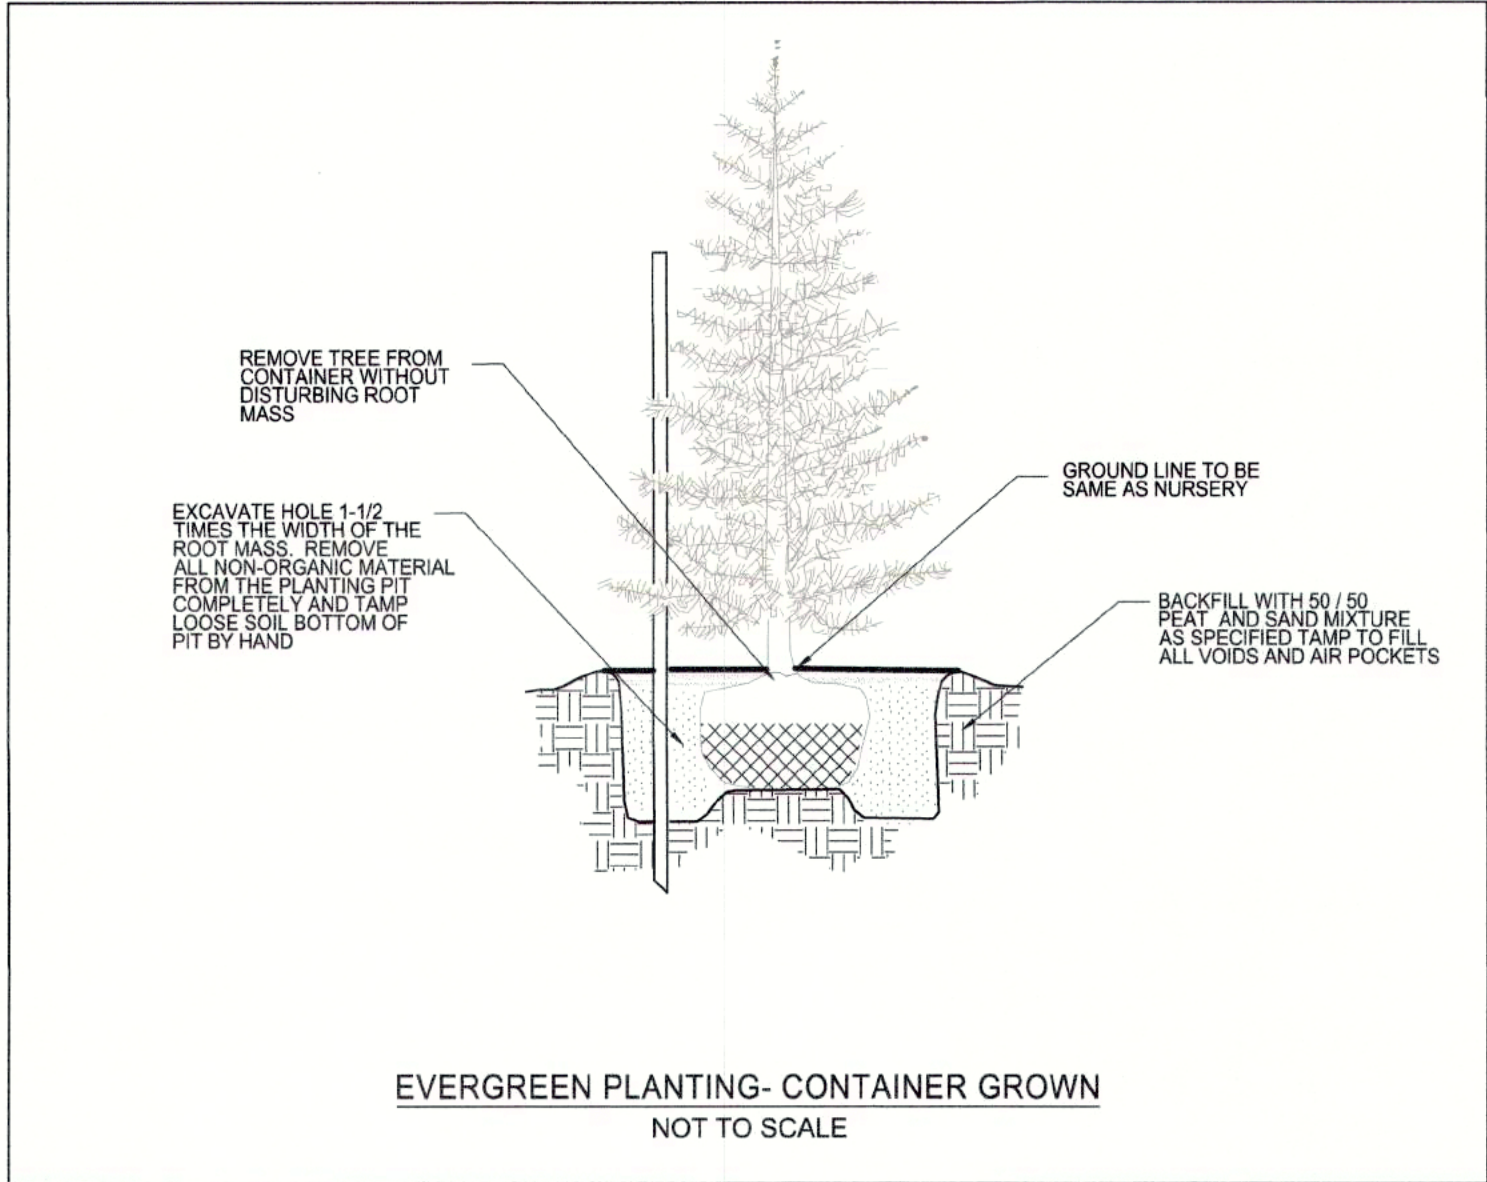 REMOVE TREE FROM
CONTAINER WITHOUT
DISTURBING ROOT
MASS
EXCAVATE HOLE 1-1/2
TIMES THE WIDTH OF THE
ROOT MASS. REMOVE
ALL NON-ORGANIC MATERIAL
FROM THE PLANTING PIT
COMPLETELY AND TAMP
LOOSE SOIL BOTTOM OF
PIT BY HAND
GROUND LINE TO BE
SAME AS NURSERY
BACKFILL WITH 50 / 50
PEAT AND SAND MIXTURE
AS SPECIFIED TAMP TO FILL
ALL VOIDS AND AIR POCKETS
EVERGREEN PLANTING- CONTAINER GROWN
NOT TO SCALE